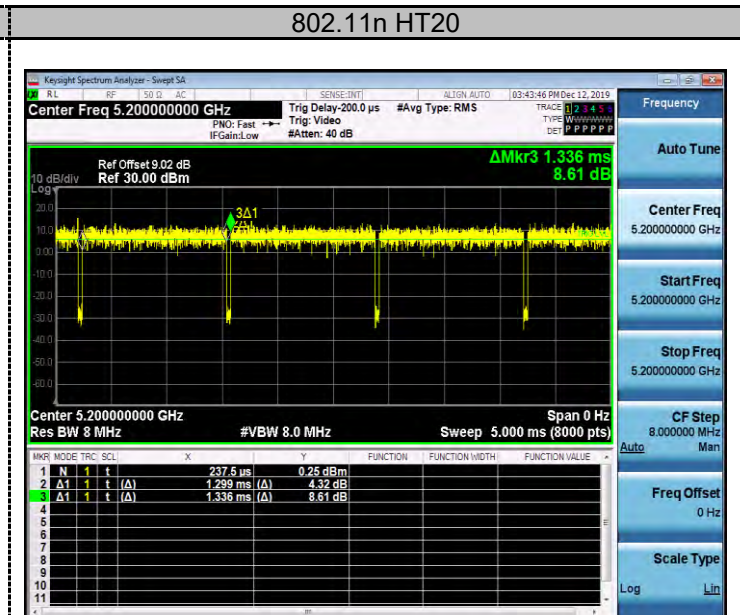 802.11n HT20
Keysight Spectrum Analyzer - Swept SA
RL RF 50 Ω AC SENSE:INT ALIGN AUTO 03:43:46 PM Dec 12, 2019
Center Freq 5.200000000 GHz
PNO: Fast
IFGain:Low
Trig Delay-200.0 µs
Trig: Video
#Atten: 40 dB
#Avg Type: RMS
TRACE 1 2 3 4 5 6
TYPE W
DET P P P P P P
Frequency
Ref Offset 9.02 dB
10 dB/div Ref 30.00 dBm
Log
ΔMkr3 1.336 ms
8.61 dB
20.0
10.0
0.00
-10.0
-20.0
-30.0
-40.0
-50.0
-60.0
3Δ1
Center 5.200000000 GHz Span 0 Hz
Res BW 8 MHz #VBW 8.0 MHz Sweep 5.000 ms (8000 pts)
MKR MODE TRC SCL X Y FUNCTION FUNCTION WIDTH FUNCTION VALUE
1 N 1 t 237.5 µs 0.25 dBm
2 Δ1 1 t (Δ) 1.299 ms (Δ) 4.32 dB
3 Δ1 1 t (Δ) 1.336 ms (Δ) 8.61 dB
4
5
6
7
8
9
10
11
Auto Tune
Center Freq
5.200000000 GHz
Start Freq
5.200000000 GHz
Stop Freq
5.200000000 GHz
CF Step
8.000000 MHz
Auto Man
Freq Offset
0 Hz
Scale Type
Log Lin